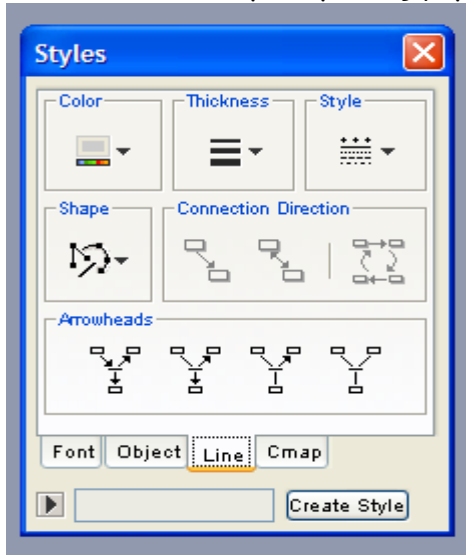 Styles
Color Thickness Style
Shape Connection Direction
Arrowheads
Font Object Line Cmap
Create Style